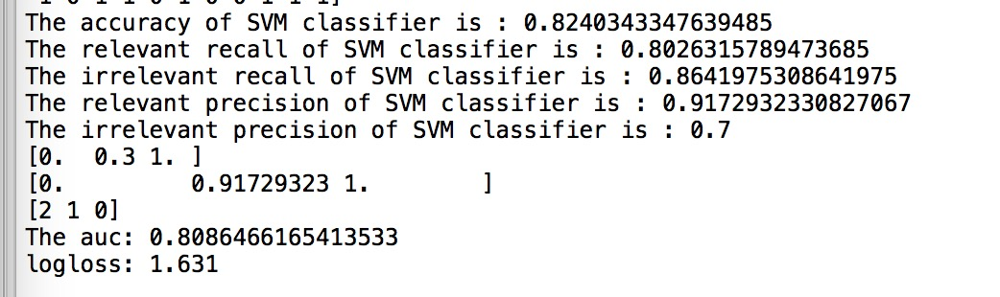 The accuracy of SVM classifier is : 0.8240343347639485
The relevant recall of SVM classifier is : 0.8026315789473685
The irrelevant recall of SVM classifier is : 0.8641975308641975
The relevant precision of SVM classifier is : 0.9172932330827067
The irrelevant precision of SVM classifier is : 0.7
[0.  0.3 1. ]
[0.         0.91729323 1.        ]
[2 1 0]
The auc: 0.8086466165413533
logloss: 1.631